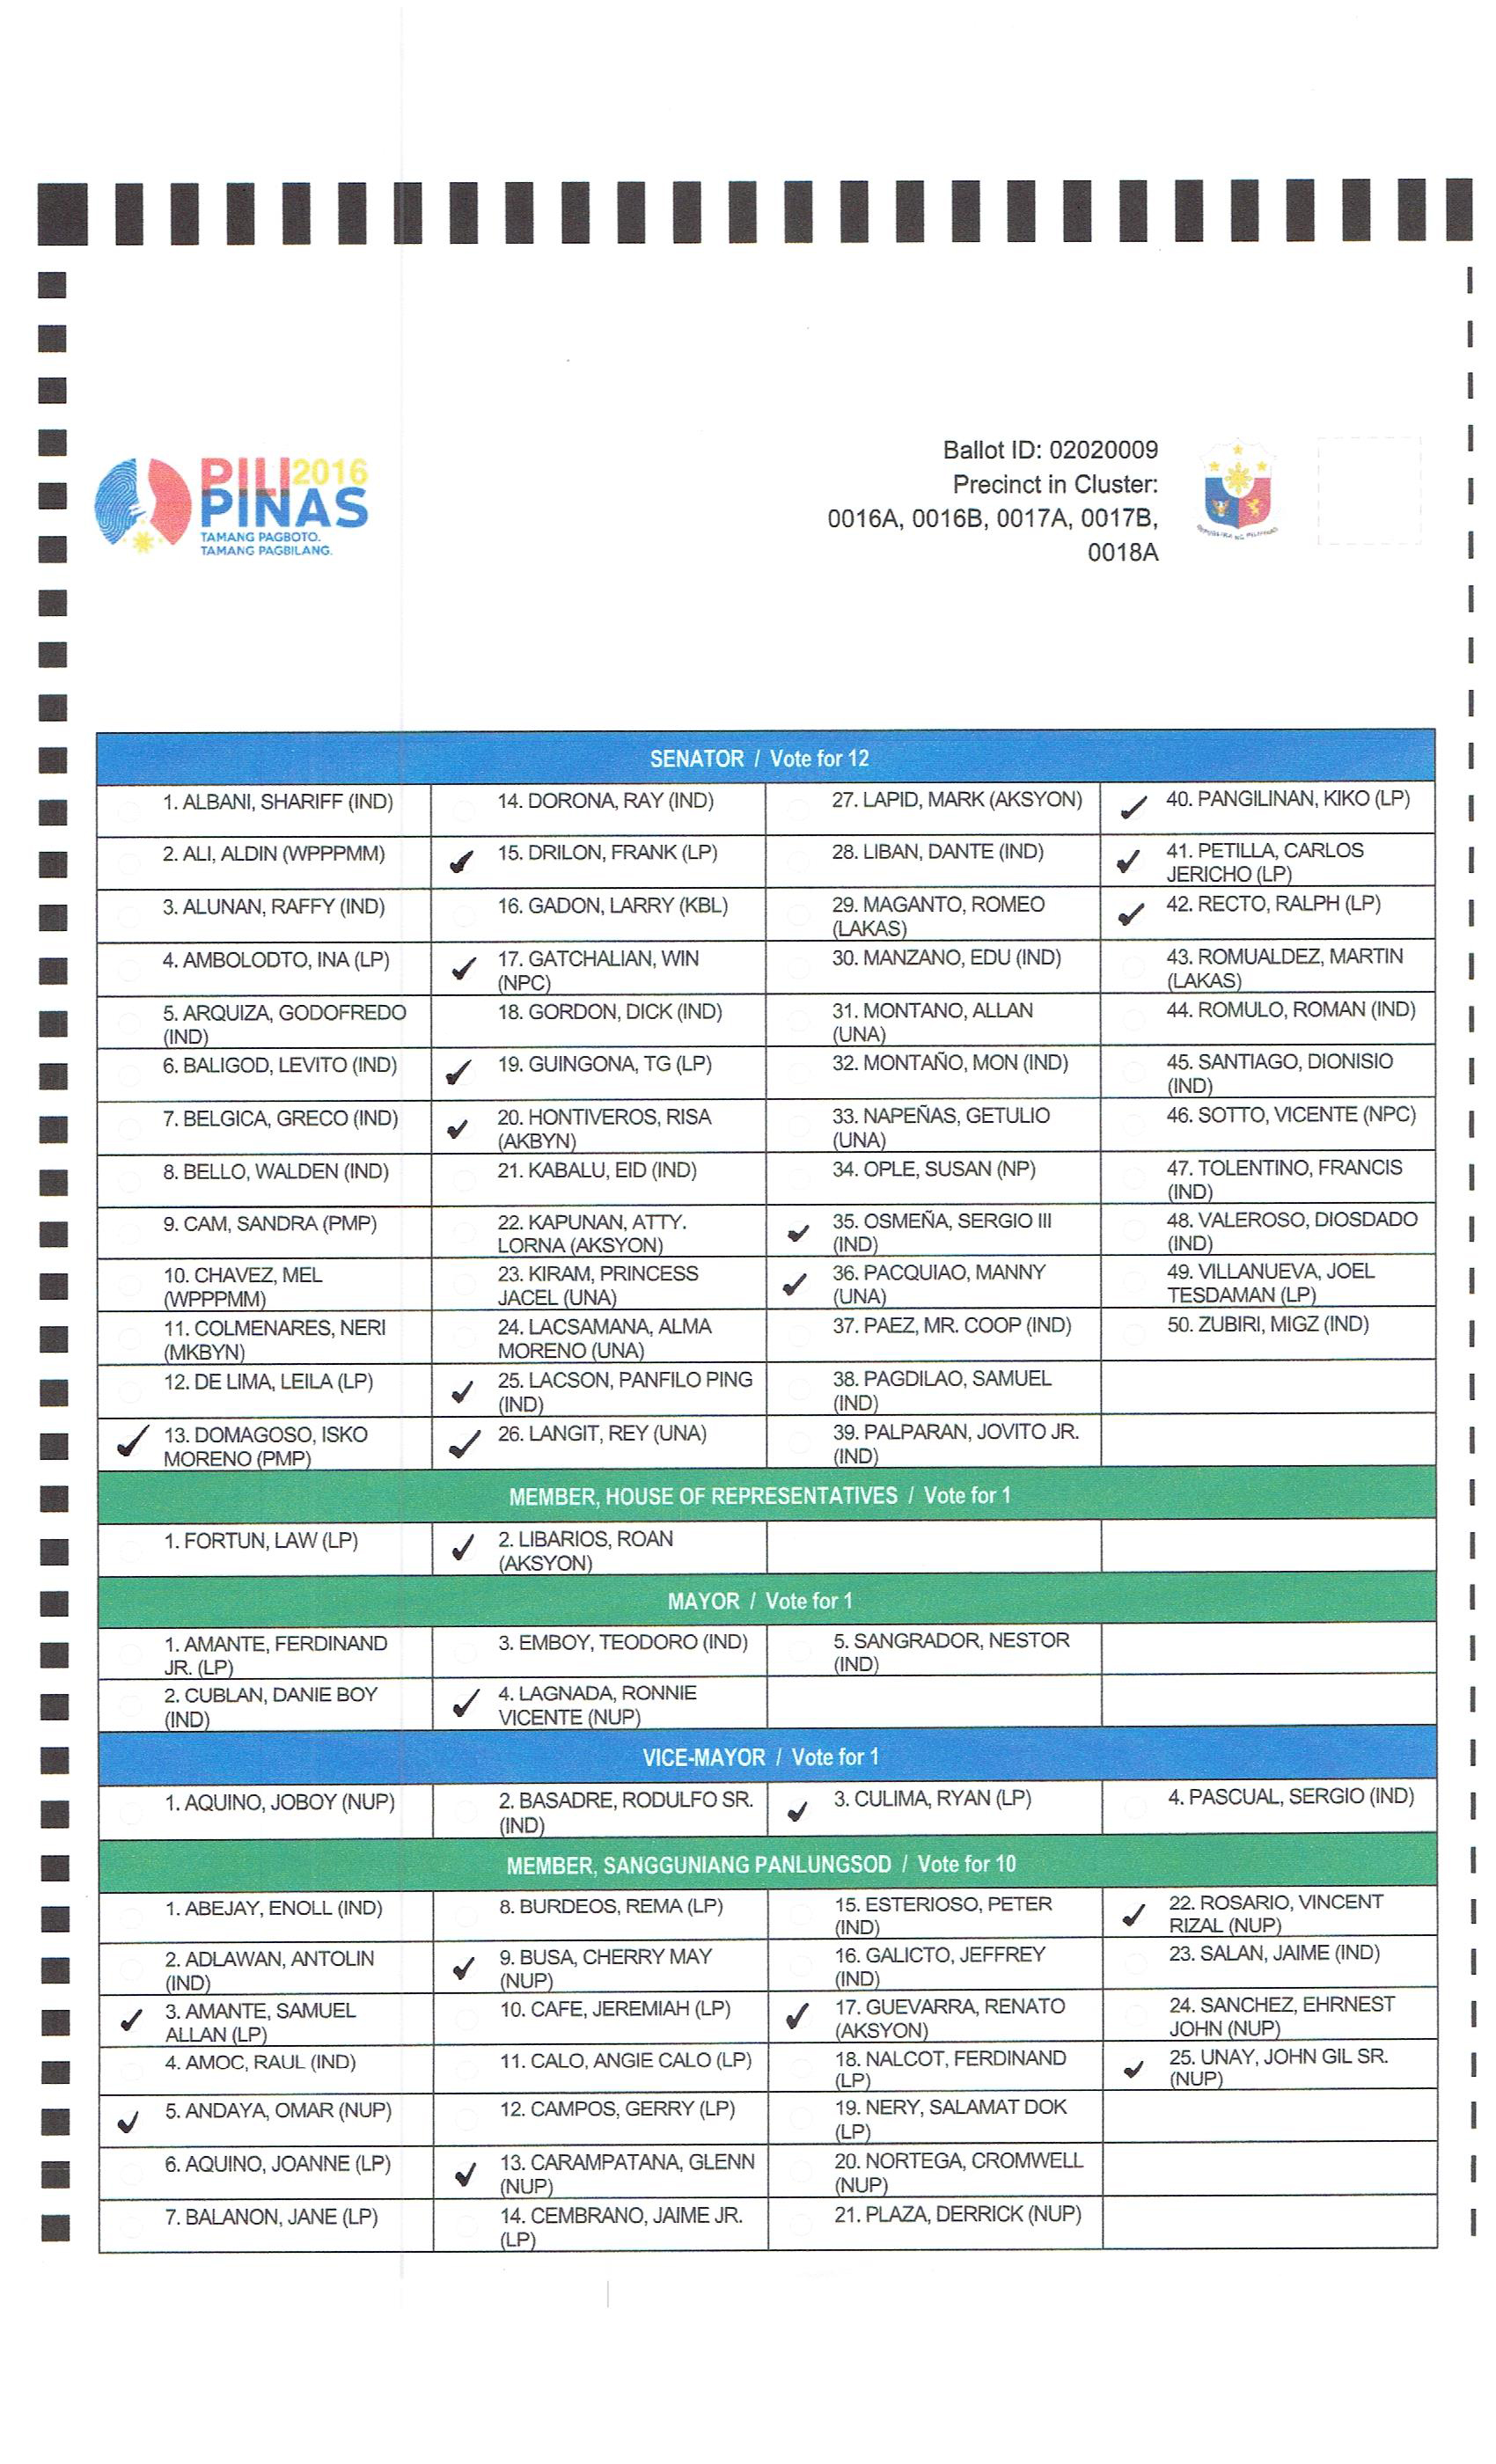 PILI2016
PINAS
TAMANG PAGBOTO.
TAMANG PAGBILANG.
Ballot ID: 02020009
Precinct in Cluster:
0016A, 0016B, 0017A, 0017B,
0018A
REPUBLIKA NG PILIPINAS
SENATOR / Vote for 12
1. ALBANI, SHARIFF (IND)
2. ALI, ALDIN (WPPPMM)
3. ALUNAN, RAFFY (IND)
4. AMBOLODTO, INA (LP)
5. ARQUIZA, GODOFREDO
(IND)
6. BALIGOD, LEVITO (IND)
7. BELGICA, GRECO (IND)
8. BELLO, WALDEN (IND)
9. CAM, SANDRA (PMP)
10. CHAVEZ, MEL
(WPPPMM)
11. COLMENARES, NERI
(MKBYN)
12. DE LIMA, LEILA (LP)
13. DOMAGOSO, ISKO
MORENO (PMP)
14. DORONA, RAY (IND)
15. DRILON, FRANK (LP)
16. GADON, LARRY (KBL)
17. GATCHALIAN, WIN
(NPC)
18. GORDON, DICK (IND)
19. GUINGONA, TG (LP)
20. HONTIVEROS, RISA
(AKBYN)
21. KABALU, EID (IND)
22. KAPUNAN, ATTY.
LORNA (AKSYON)
23. KIRAM, PRINCESS
JACEL (UNA)
24. LACSAMANA, ALMA
MORENO (UNA)
25. LACSON, PANFILO PING
(IND)
26. LANGIT, REY (UNA)
27. LAPID, MARK (AKSYON)
28. LIBAN, DANTE (IND)
29. MAGANTO, ROMEO
(LAKAS)
30. MANZANO, EDU (IND)
31. MONTANO, ALLAN
(UNA)
32. MONTAÑO, MON (IND)
33. NAPEÑAS, GETULIO
(UNA)
34. OPLE, SUSAN (NP)
35. OSMEÑA, SERGIO III
(IND)
36. PACQUIAO, MANNY
(UNA)
37. PAEZ, MR. COOP (IND)
38. PAGDILAO, SAMUEL
(IND)
39. PALPARAN, JOVITO JR.
(IND)
40. PANGILINAN, KIKO (LP)
41. PETILLA, CARLOS
JERICHO (LP)
42. RECTO, RALPH (LP)
43. ROMUALDEZ, MARTIN
(LAKAS)
44. ROMULO, ROMAN (IND)
45. SANTIAGO, DIONISIO
(IND)
46. SOTTO, VICENTE (NPC)
47. TOLENTINO, FRANCIS
(IND)
48. VALEROSO, DIOSDADO
(IND)
49. VILLANUEVA, JOEL
TESDAMAN (LP)
50. ZUBIRI, MIGZ (IND)
MEMBER, HOUSE OF REPRESENTATIVES / Vote for 1
1. FORTUN, LAW (LP)
2. LIBARIOS, ROAN
(AKSYON)
MAYOR / Vote for 1
1. AMANTE, FERDINAND
JR. (LP)
2. CUBLAN, DANIE BOY
(IND)
3. EMBOY, TEODORO (IND)
4. LAGNADA, RONNIE
VICENTE (NUP)
5. SANGRADOR, NESTOR
(IND)
VICE-MAYOR / Vote for 1
1. AQUINO, JOBOY (NUP)
2. BASADRE, RODULFO SR.
(IND)
3. CULIMA, RYAN (LP)
4. PASCUAL, SERGIO (IND)
MEMBER, SANGGUNIANG PANLUNGSOD / Vote for 10
1. ABEJAY, ENOLL (IND)
2. ADLAWAN, ANTOLIN
(IND)
3. AMANTE, SAMUEL
ALLAN (LP)
4. AMOC, RAUL (IND)
5. ANDAYA, OMAR (NUP)
6. AQUINO, JOANNE (LP)
7. BALANON, JANE (LP)
8. BURDEOS, REMA (LP)
9. BUSA, CHERRY MAY
(NUP)
10. CAFE, JEREMIAH (LP)
11. CALO, ANGIE CALO (LP)
12. CAMPOS, GERRY (LP)
13. CARAMPATANA, GLENN
(NUP)
14. CEMBRANO, JAIME JR.
(LP)
15. ESTERIOSO, PETER
(IND)
16. GALICTO, JEFFREY
(IND)
17. GUEVARRA, RENATO
(AKSYON)
18. NALCOT, FERDINAND
(LP)
19. NERY, SALAMAT DOK
(LP)
20. NORTEGA, CROMWELL
(NUP)
21. PLAZA, DERRICK (NUP)
22. ROSARIO, VINCENT
RIZAL (NUP)
23. SALAN, JAIME (IND)
24. SANCHEZ, EHRNEST
JOHN (NUP)
25. UNAY, JOHN GIL SR.
(NUP)